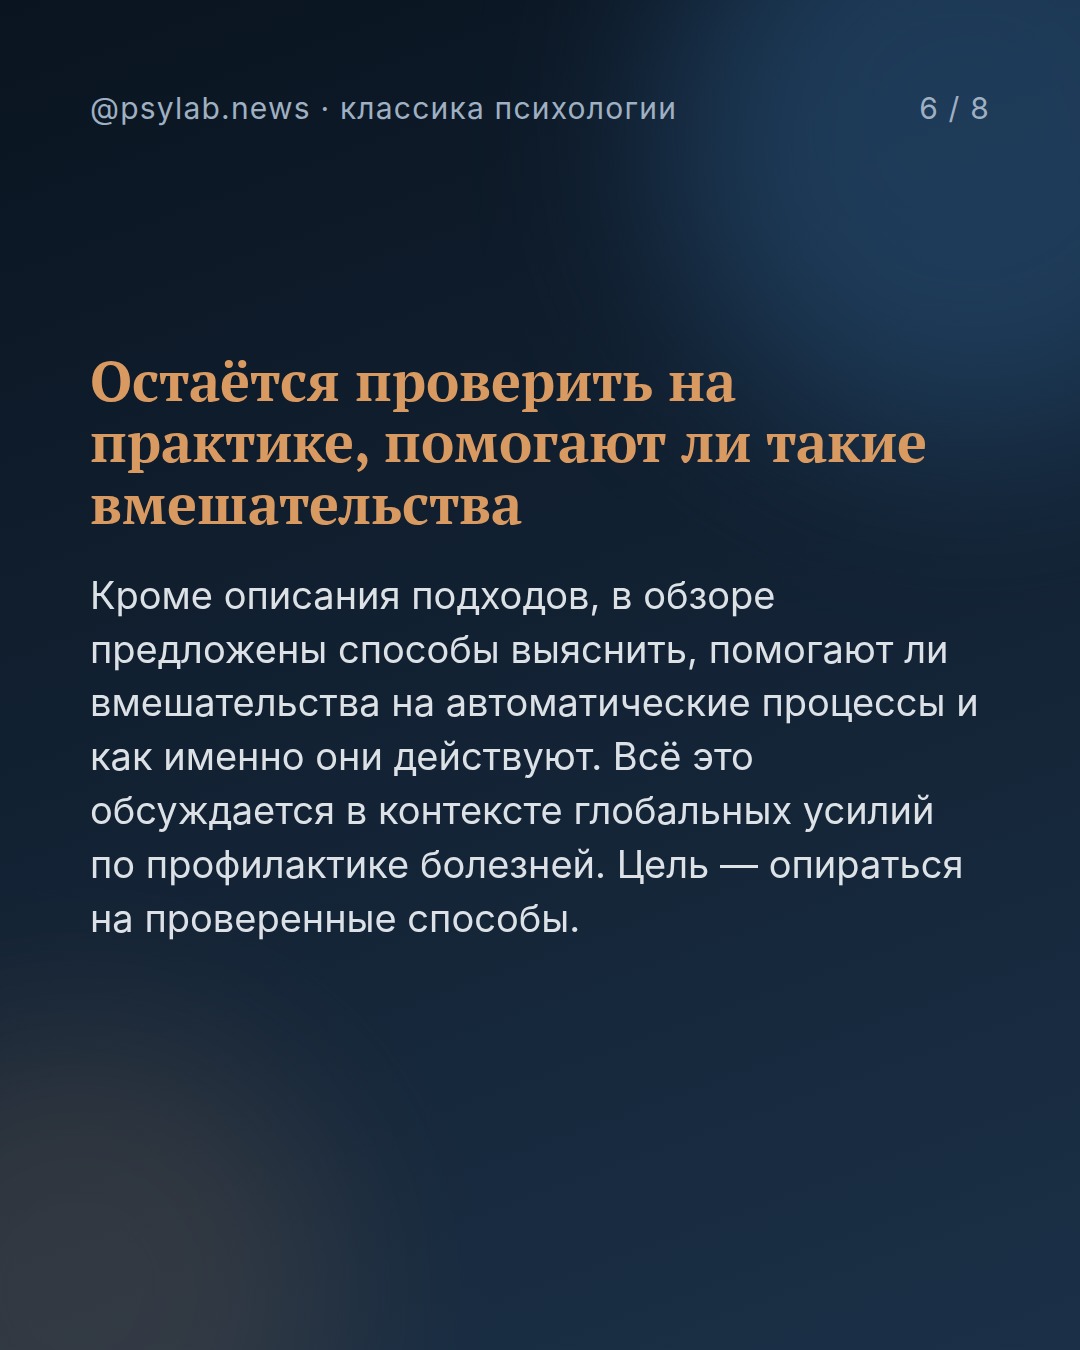 @psylab.news · классика психологии 6 / 8
Остаётся проверить на
практике, помогают ли такие
вмешательства
Кроме описания подходов, в обзоре
предложены способы выяснить, помогают ли
вмешательства на автоматические процессы и
как именно они действуют. Всё это
обсуждается в контексте глобальных усилий
по профилактике болезней. Цель — опираться
на проверенные способы.